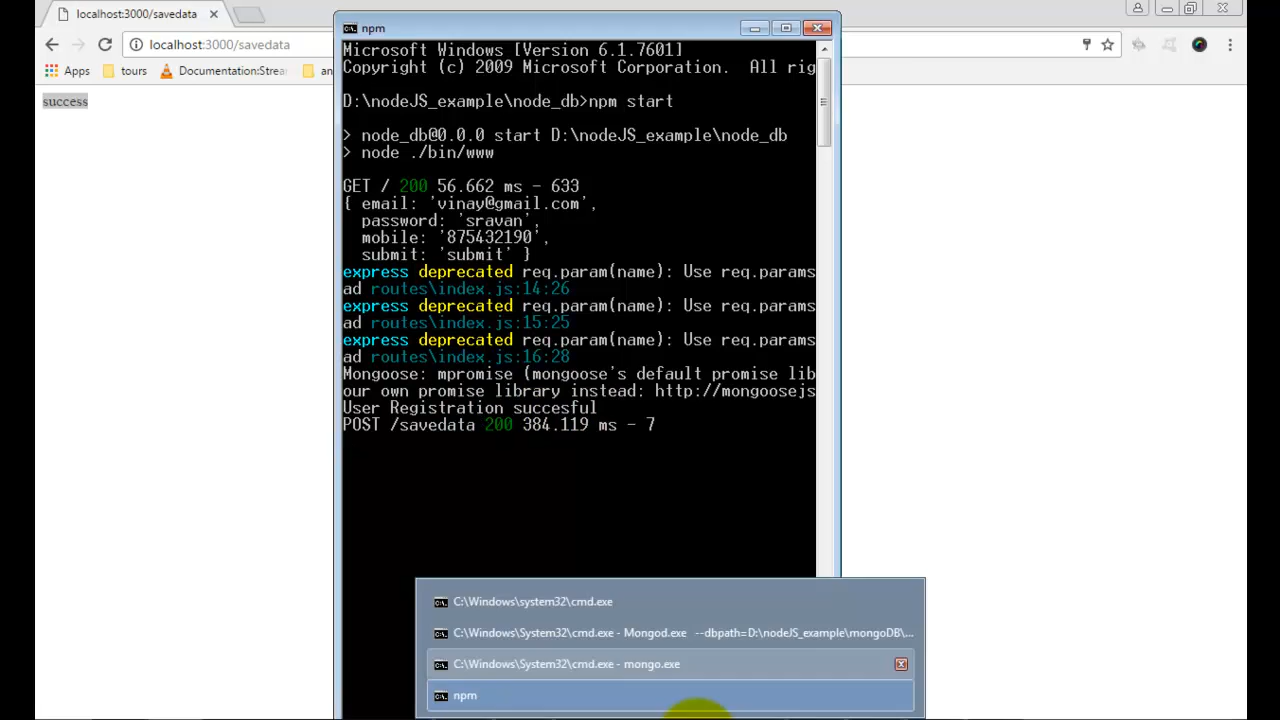 localhost:3000/savedata
localhost:3000/savedata
Apps
tours
Documentation:Strea
an
success
npm
Microsoft Windows [Version 6.1.7601]
Copyright (c) 2009 Microsoft Corporation.  All rig
D:\nodeJS_example\node_db>npm start
> node_db@0.0.0 start D:\nodeJS_example\node_db
> node ./bin/www
GET / 200 56.662 ms - 633
{ email: 'vinay@gmail.com',
password: 'sravan',
mobile: '875432190',
submit: 'submit' }
express deprecated req.param(name): Use req.params
ad routes\index.js:14:26
express deprecated req.param(name): Use req.params
ad routes\index.js:15:25
express deprecated req.param(name): Use req.params
ad routes\index.js:16:28
Mongoose: mpromise (mongoose's default promise lib
our own promise library instead: http://mongoosejs
User Registration succesful
POST /savedata 200 384.119 ms - 7
C:\Windows\system32\cmd.exe
C:\Windows\System32\cmd.exe - Mongod.exe  --dbpath=D:\nodeJS_example\mongoDB\...
C:\Windows\System32\cmd.exe - mongo.exe
npm